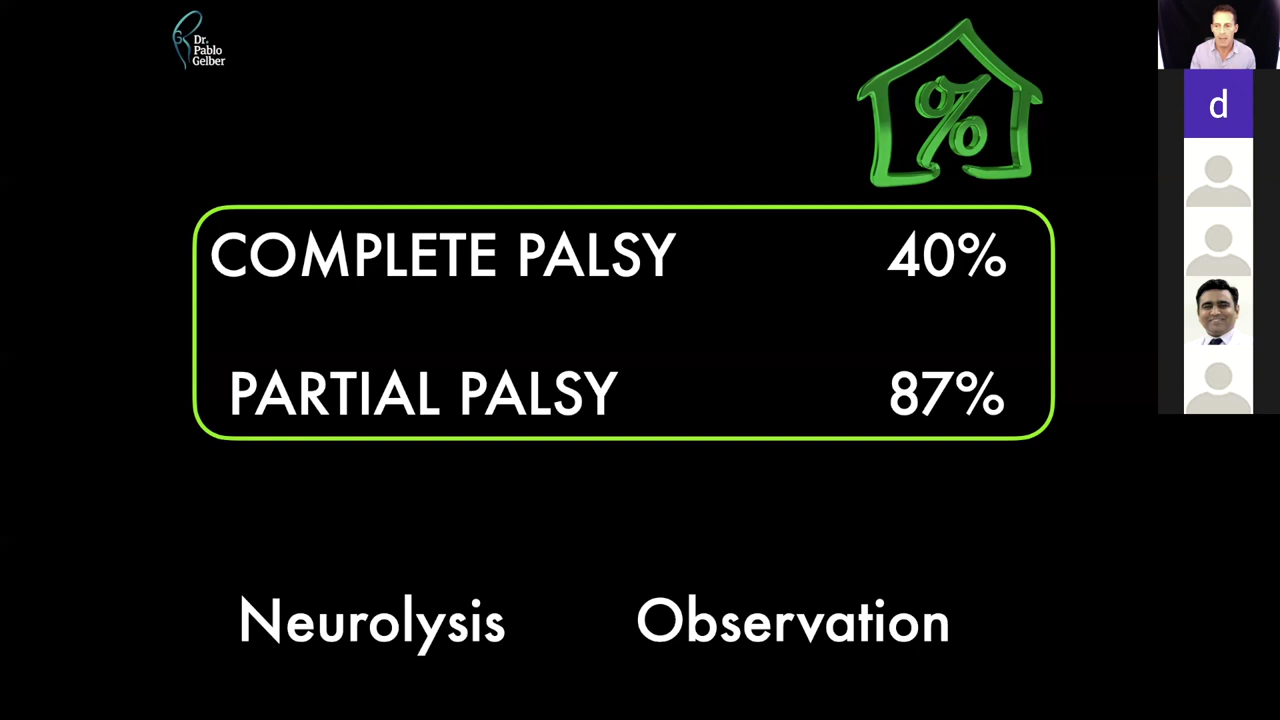 Dr.
Pablo
Gelber
%
COMPLETE PALSY 40%
PARTIAL PALSY 87%
Neurolysis Observation
d